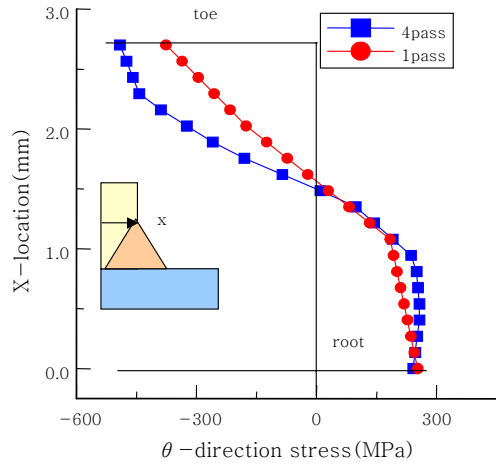 toe
4pass
1pass
3.0
2.0
1.0
0.0
X-location(mm)
x
root
-600
-300
0
300
θ-direction stress(MPa)